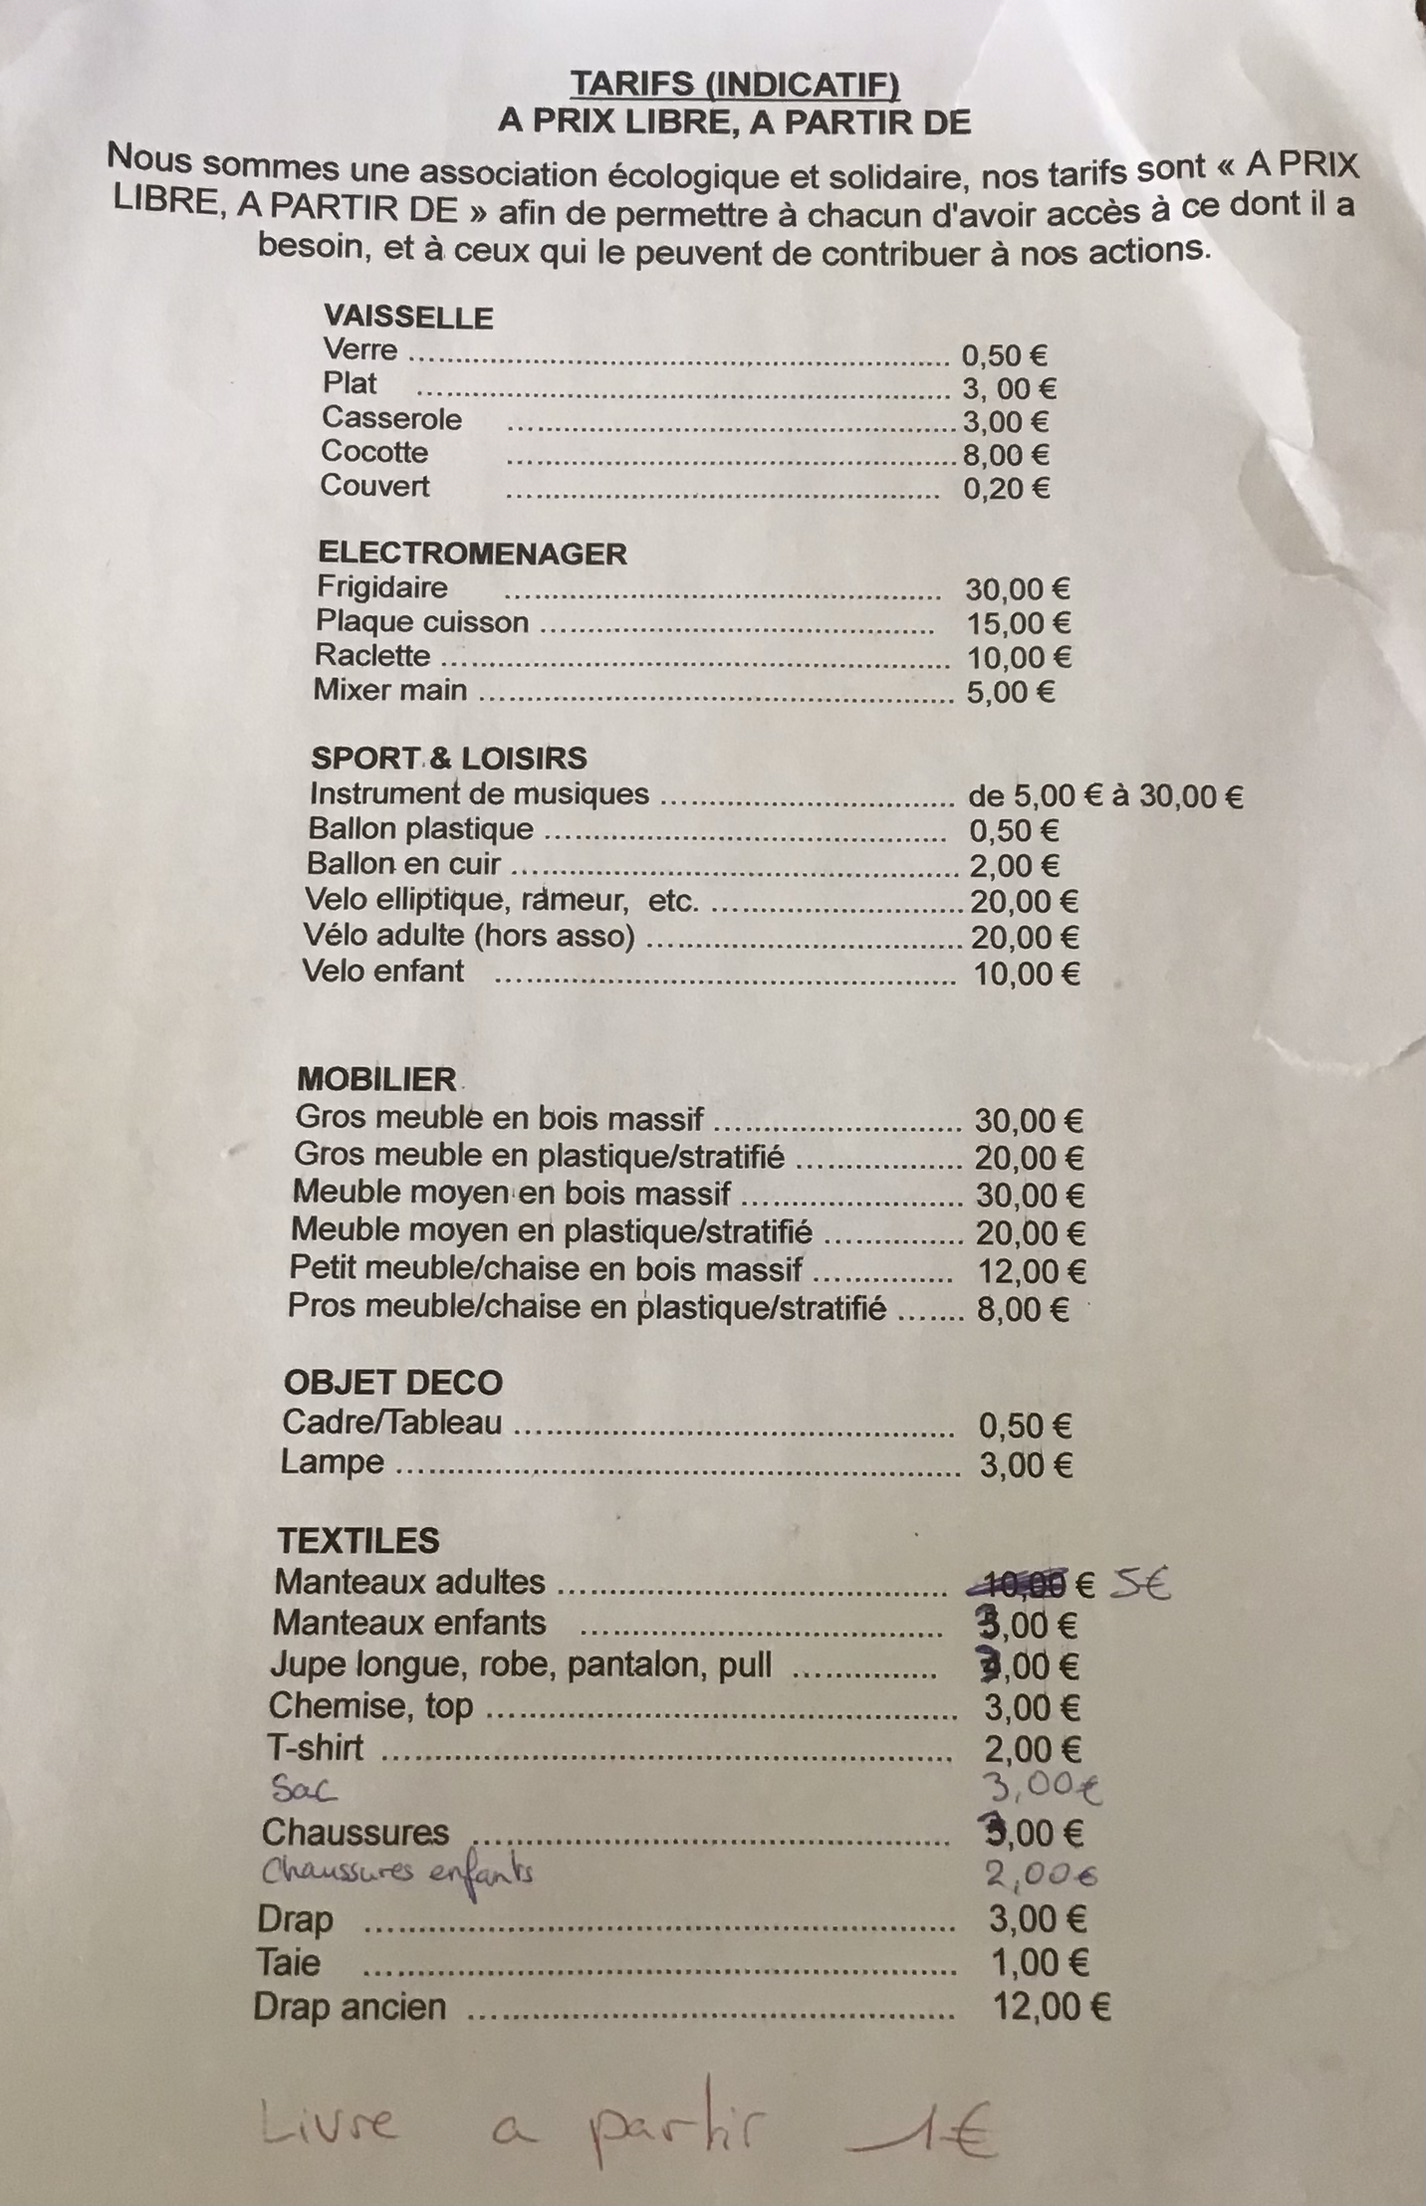 TARIFS (INDICATIF)
A PRIX LIBRE, A PARTIR DE
Nous sommes une association écologique et solidaire, nos tarifs sont « A PRIX
LIBRE, A PARTIR DE » afin de permettre à chacun d'avoir accès à ce dont il a
besoin, et à ceux qui le peuvent de contribuer à nos actions.
VAISSELLE
Verre ........................................ 0,50 €
Plat ........................................ 3, 00 €
Casserole ........................................ 3,00 €
Cocotte ........................................ 8,00 €
Couvert ........................................ 0,20 €
ELECTROMENAGER
Frigidaire ........................................ 30,00 €
Plaque cuisson ........................................ 15,00 €
Raclette ........................................ 10,00 €
Mixer main ........................................ 5,00 €
SPORT & LOISIRS
Instrument de musiques ........................................ de 5,00 € à 30,00 €
Ballon plastique ........................................ 0,50 €
Ballon en cuir ........................................ 2,00 €
Velo elliptique, rameur, etc. ........................................ 20,00 €
Vélo adulte (hors asso) ........................................ 20,00 €
Velo enfant ........................................ 10,00 €
MOBILIER
Gros meuble en bois massif ........................................ 30,00 €
Gros meuble en plastique/stratifié ........................................ 20,00 €
Meuble moyen en bois massif ........................................ 30,00 €
Meuble moyen en plastique/stratifié ........................................ 20,00 €
Petit meuble/chaise en bois massif ........................................ 12,00 €
Pros meuble/chaise en plastique/stratifié ....... 8,00 €
OBJET DECO
Cadre/Tableau ........................................ 0,50 €
Lampe ........................................ 3,00 €
TEXTILES
Manteaux adultes ........................................ 10,00 € 5€
Manteaux enfants ........................................ 3,00 €
Jupe longue, robe, pantalon, pull ............... 3,00 €
Chemise, top ........................................ 3,00 €
T-shirt ........................................ 2,00 €
Sac 3,00€
Chaussures ........................................ 3,00 €
Chaussures enfants 2,00€
Drap ........................................ 3,00 €
Taie ........................................ 1,00 €
Drap ancien ........................................ 12,00 €
Livre a partir 1€